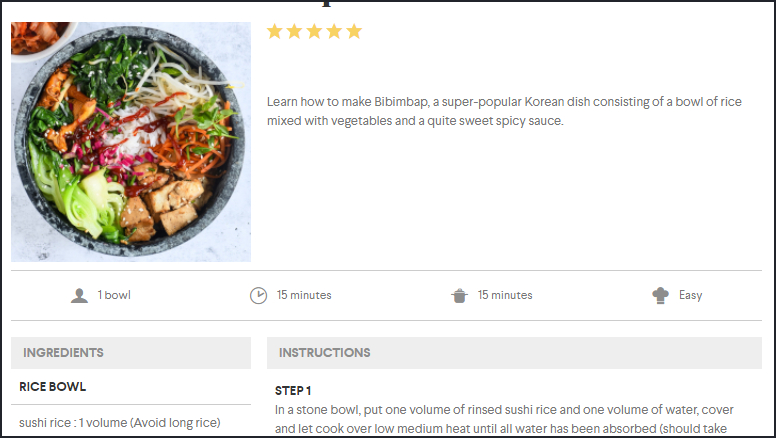 Learn how to make Bibimbap, a super-popular Korean dish consisting of a bowl of rice
mixed with vegetables and a quite sweet spicy sauce.
1 bowl
15 minutes
15 minutes
Easy
INGREDIENTS
RICE BOWL
sushi rice : 1 volume (Avoid long rice)
INSTRUCTIONS
STEP 1
In a stone bowl, put one volume of rinsed sushi rice and one volume of water, cover
and let cook over low medium heat until all water has been absorbed (should take